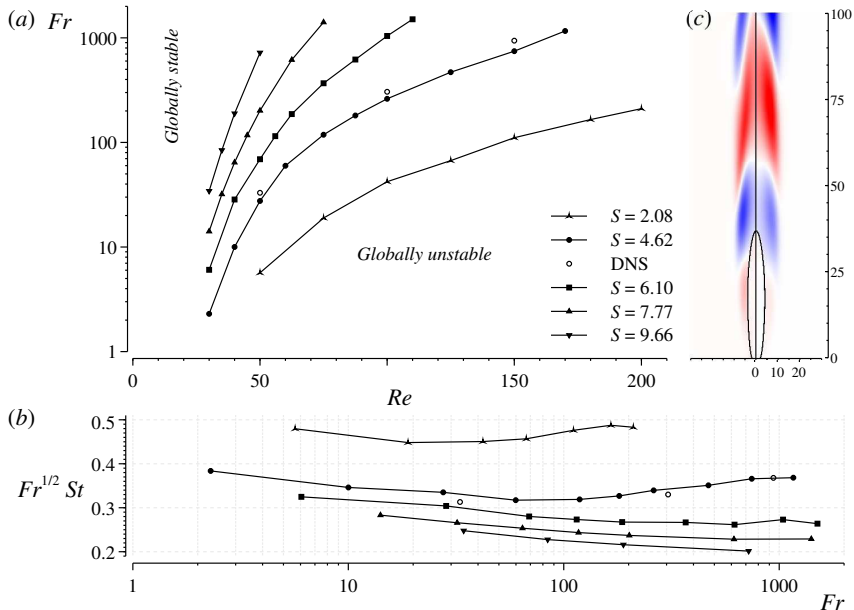 (a) Fr
1000
100
10
1
Globally stable
Globally unstable
S = 2.08
S = 4.62
DNS
S = 6.10
S = 7.77
S = 9.66
0 50 100 150 200
Re
(c)
100
75
50
25
0
0 10 20
(b)
0.5
0.4
0.3
0.2
Fr^{1/2} St
1 10 100 1000
Fr